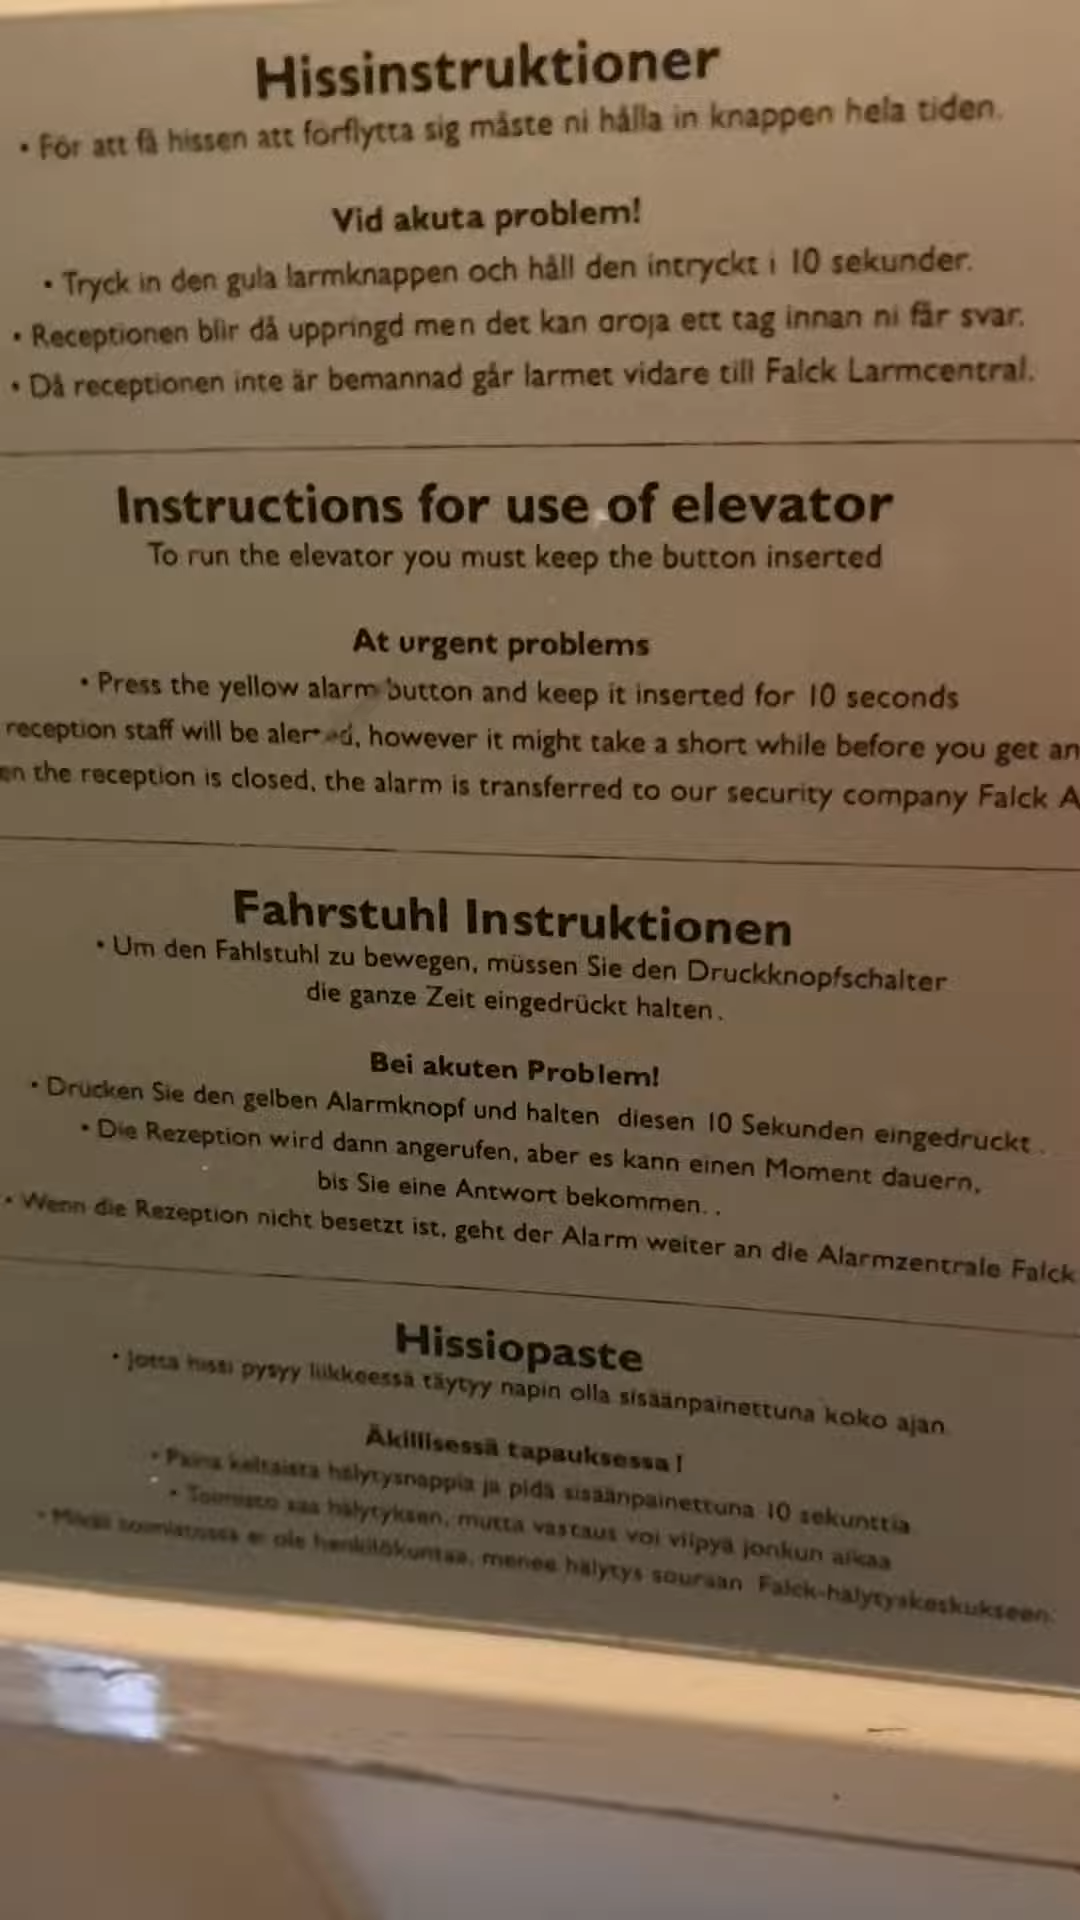 Hissinstruktioner
• För att få hissen att förflytta sig måste ni hålla in knappen hela tiden.
Vid akuta problem!
• Tryck in den gula larmknappen och håll den intryckt i 10 sekunder.
• Receptionen blir då uppringd men det kan dröja ett tag innan ni får svar.
• Då receptionen inte är bemannad går larmet vidare till Falck Larmcentral.
Instructions for use of elevator
To run the elevator you must keep the button inserted
At urgent problems
• Press the yellow alarm button and keep it inserted for 10 seconds
reception staff will be alerted, however it might take a short while before you get an
en the reception is closed, the alarm is transferred to our security company Falck A
Fahrstuhl Instruktionen
• Um den Fahlstuhl zu bewegen, müssen Sie den Druckknopfschalter
die ganze Zeit eingedrückt halten.
Bei akuten Problem!
• Drücken Sie den gelben Alarmknopf und halten diesen 10 Sekunden eingedrückt.
• Die Rezeption wird dann angerufen, aber es kann einen Moment dauern,
bis Sie eine Antwort bekommen..
• Wenn die Rezeption nicht besetzt ist, geht der Alarm weiter an die Alarmzentrale Falck
Hissiopaste
• Jotta hissi pysyy liikkeessä täytyy napin olla sisäänpainettuna koko ajan
Äkillisessä tapauksessa!
• Paina keltaista hälytysnappia ja pidä sisäänpainettuna 10 sekunttia
• Toimisto saa hälytyksen, mutta vastaus voi viipyä jonkun aikaa
• Mikäli toimistossa ei ole henkilökuntaa, menee hälytys souraan Falck-hälytyskeskukseen.